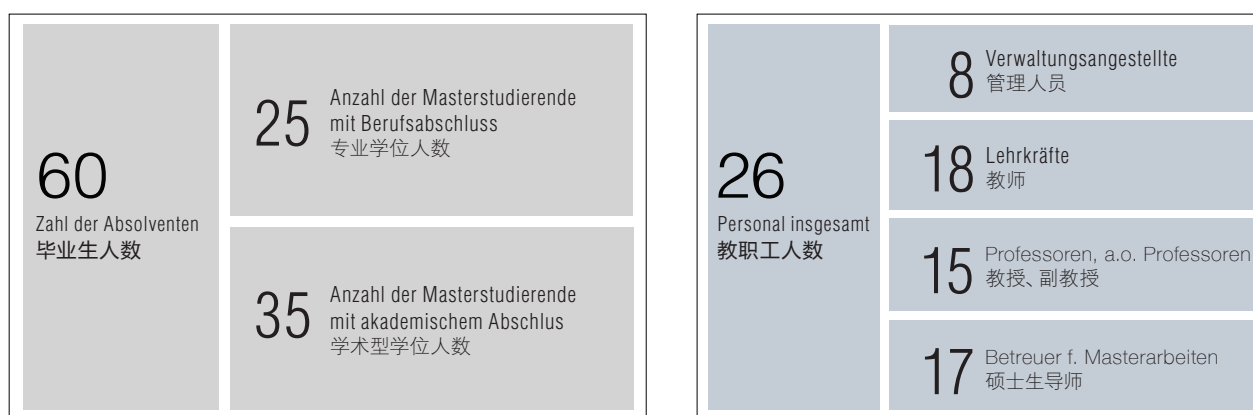 60
Zahl der Absolventen
毕业生人数
25
Anzahl der Masterstudierende
mit Berufsabschluss
专业学位人数
35
Anzahl der Masterstudierende
mit akademischem Abschlus
学术型学位人数
26
Personal insgesamt
教职工人数
8
Verwaltungsangestellte
管理人员
18
Lehrkräfte
教师
15
Professoren, a.o. Professoren
教授、副教授
17
Betreuer f. Masterarbeiten
硕士生导师